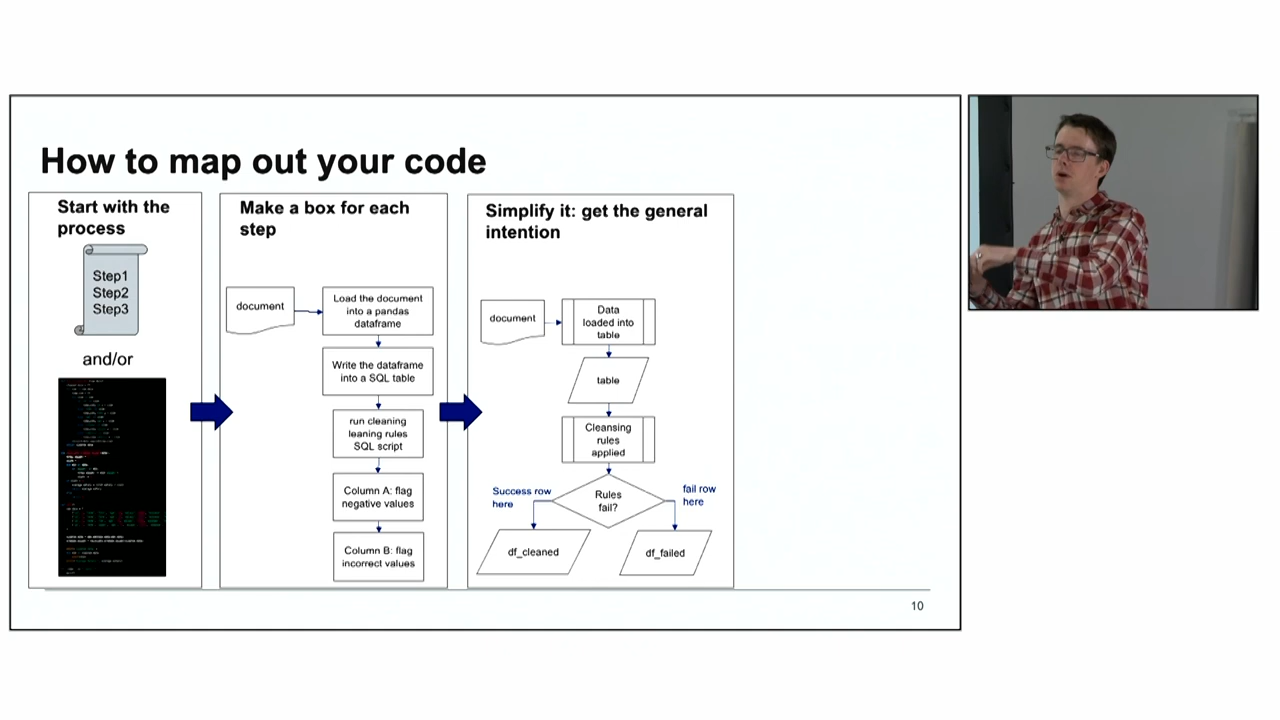 How to map out your code
Start with the
process
Step1
Step2
Step3
and/or
Make a box for each
step
document
Load the document
into a pandas
dataframe
Write the dataframe
into a SQL table
run cleaning
leaning rules
SQL script
Column A: flag
negative values
Column B: flag
incorrect values
Simplify it: get the general
intention
document
Data
loaded into
table
table
Cleansing
rules
applied
Rules
fail?
Success row
here
fail row
here
df_cleaned
df_failed
10